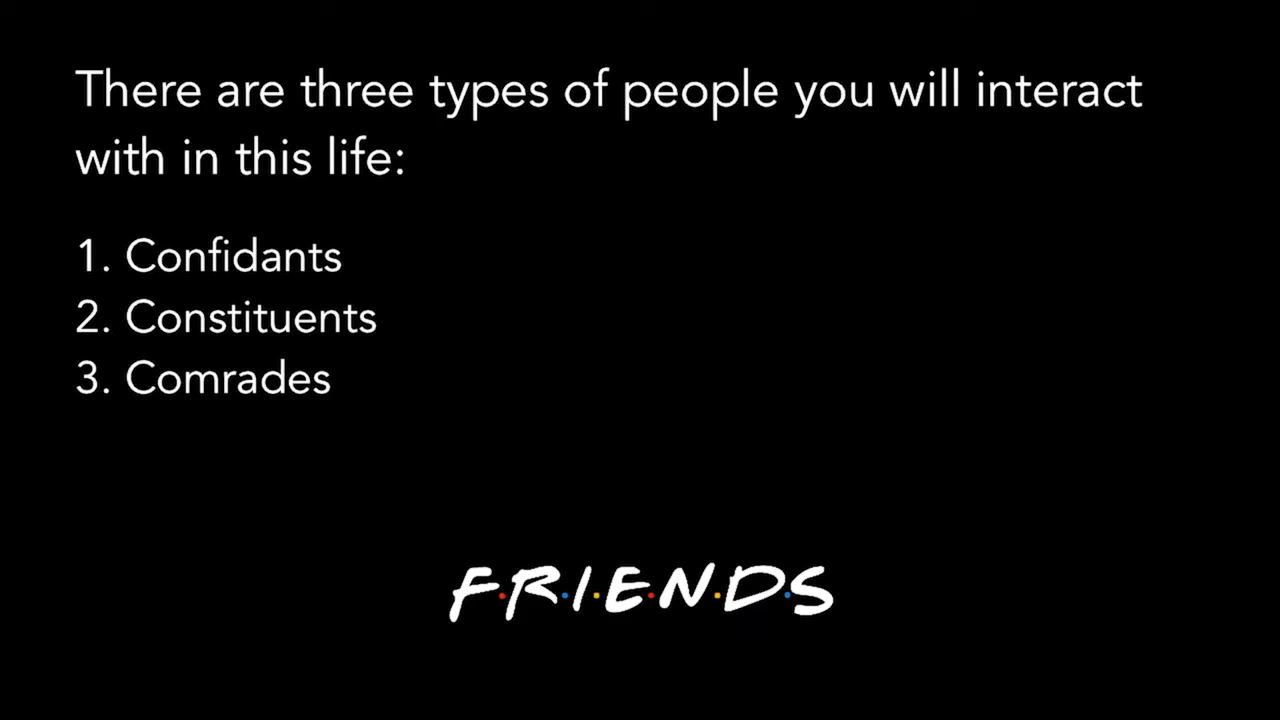 There are three types of people you will interact
with in this life:
1. Confidants
2. Constituents
3. Comrades
F·R·I·E·N·D·S